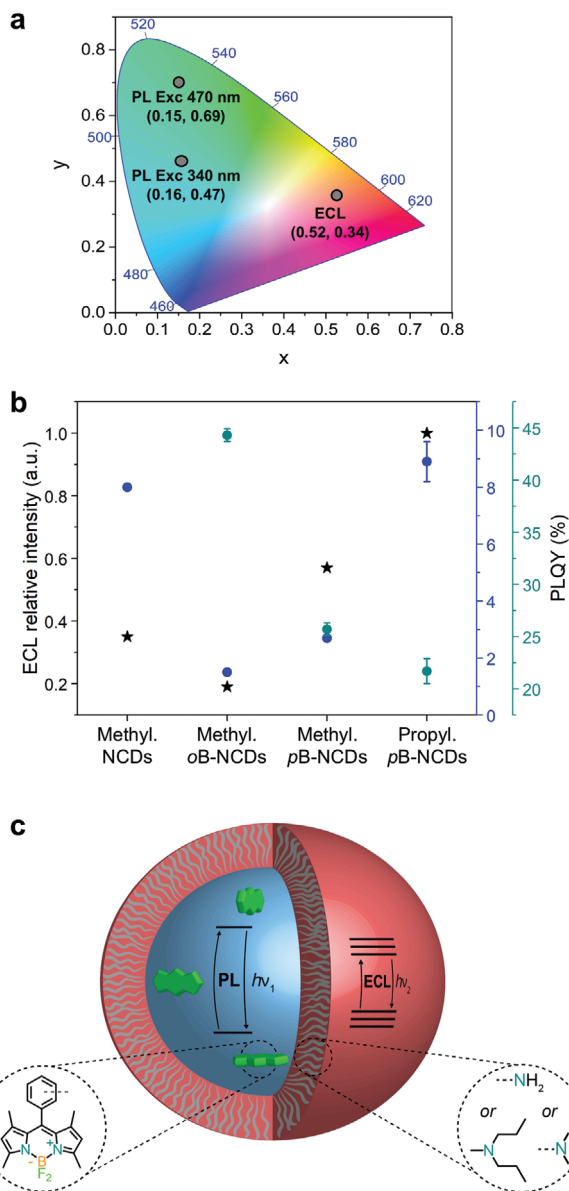 a
520
540
560
580
600
620
500
480
460
0.8
0.6
0.4
0.2
0.0
y
PL Exc 470 nm
(0.15, 0.69)
PL Exc 340 nm
(0.16, 0.47)
ECL
(0.52, 0.34)
0.0 0.1 0.2 0.3 0.4 0.5 0.6 0.7 0.8
x
b
ECL relative intensity (a.u.)
1.0
0.8
0.6
0.4
0.2
10
8
6
4
2
0
45
40
35
30
25
20
PLQY (%)
Methyl. Methyl. Methyl. Propyl.
NCDs oB-NCDs pB-NCDs pB-NCDs
c
PL hν1
ECL hν2
N N
- B +
F2
NH2
or or
N N